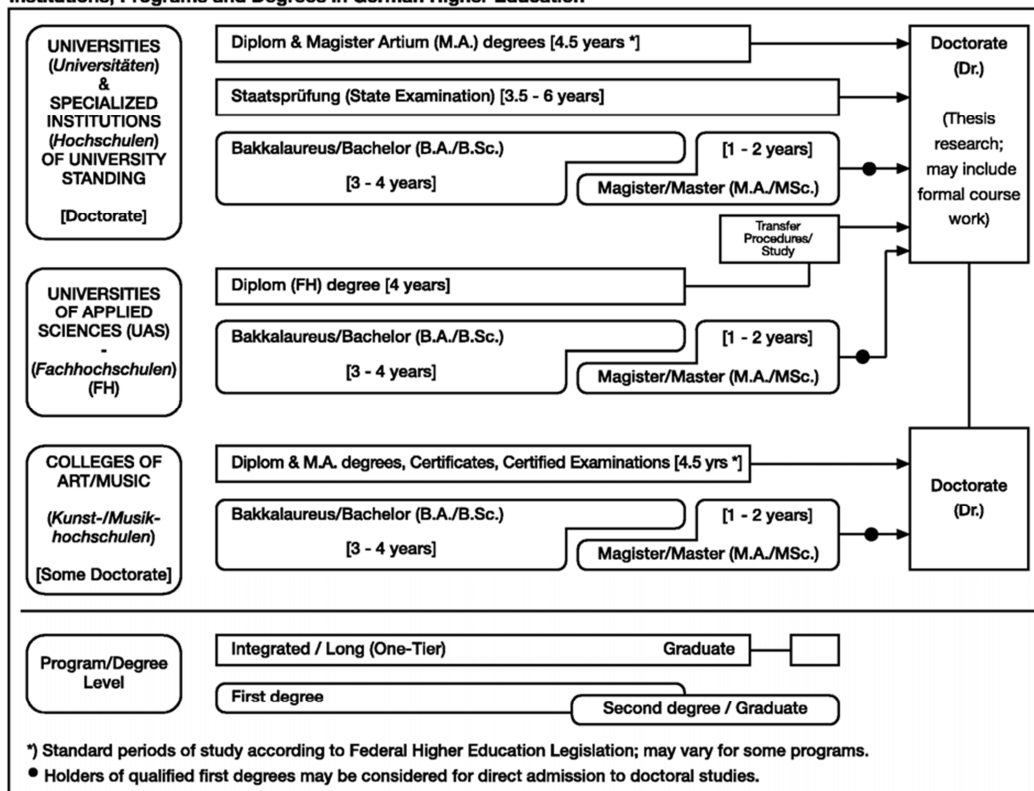 Institutions, Programs and Degrees in German Higher Education
UNIVERSITIES
(Universitäten)
&
SPECIALIZED
INSTITUTIONS
(Hochschulen)
OF UNIVERSITY
STANDING
[Doctorate]
Diplom & Magister Artium (M.A.) degrees [4.5 years *]
Staatsprüfung (State Examination) [3.5 - 6 years]
Bakkalaureus/Bachelor (B.A./B.Sc.)
[3 - 4 years]
[1 - 2 years]
Magister/Master (M.A./MSc.)
Doctorate
(Dr.)
(Thesis
research;
may include
formal course
work)
Transfer
Procedures/
Study
UNIVERSITIES
OF APPLIED
SCIENCES (UAS)
-
(Fachhochschulen)
(FH)
Diplom (FH) degree [4 years]
Bakkalaureus/Bachelor (B.A./B.Sc.)
[3 - 4 years]
[1 - 2 years]
Magister/Master (M.A./MSc.)
COLLEGES OF
ART/MUSIC
(Kunst-/Musik-
hochschulen)
[Some Doctorate]
Diplom & M.A. degrees, Certificates, Certified Examinations [4.5 yrs *]
Bakkalaureus/Bachelor (B.A./B.Sc.)
[3 - 4 years]
[1 - 2 years]
Magister/Master (M.A./MSc.)
Doctorate
(Dr.)
Program/Degree
Level
Integrated / Long (One-Tier) Graduate
First degree
Second degree / Graduate
*) Standard periods of study according to Federal Higher Education Legislation; may vary for some programs.
● Holders of qualified first degrees may be considered for direct admission to doctoral studies.